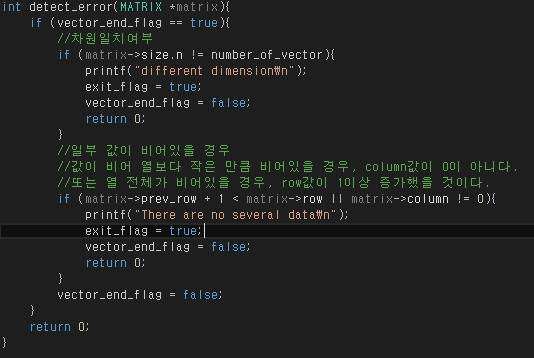 int detect_error(MATRIX *matrix){
    if (vector_end_flag == true){
        //차원일치여부
        if (matrix->size.n != number_of_vector){
            printf("different dimension₩n");
            exit_flag = true;
            vector_end_flag = false;
            return 0;
        }
        //일부 값이 비어있을 경우
        //값이 비어 열보다 작은 만큼 비어있을 경우, column값이 0이 아니다.
        //또는 열 전체가 비어있을 경우, row값이 1이상 증가했을 것이다.
        if (matrix->prev_row + 1 < matrix->row || matrix->column != 0){
            printf("There are no several data₩n");
            exit_flag = true;
            vector_end_flag = false;
            return 0;
        }
        vector_end_flag = false;
    }
    return 0;
}